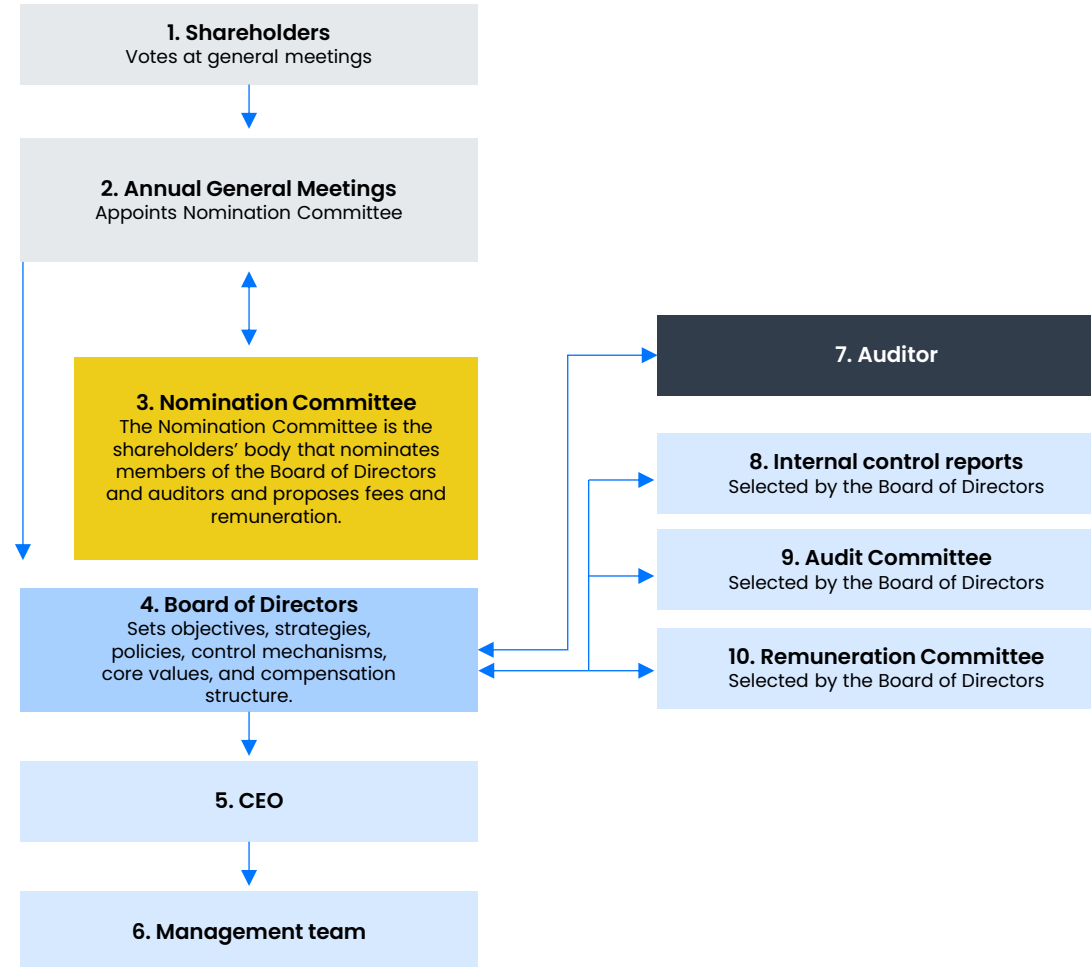 1. Shareholders
Votes at general meetings
2. Annual General Meetings
Appoints Nomination Committee
3. Nomination Committee
The Nomination Committee is the
shareholders’ body that nominates
members of the Board of Directors
and auditors and proposes fees and
remuneration.
4. Board of Directors
Sets objectives, strategies,
policies, control mechanisms,
core values, and compensation
structure.
5. CEO
6. Management team
7. Auditor
8. Internal control reports
Selected by the Board of Directors
9. Audit Committee
Selected by the Board of Directors
10. Remuneration Committee
Selected by the Board of Directors